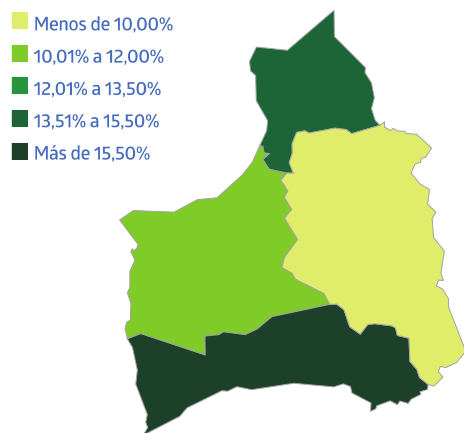 Menos de 10,00%
10,01% a 12,00%
12,01% a 13,50%
13,51% a 15,50%
Más de 15,50%